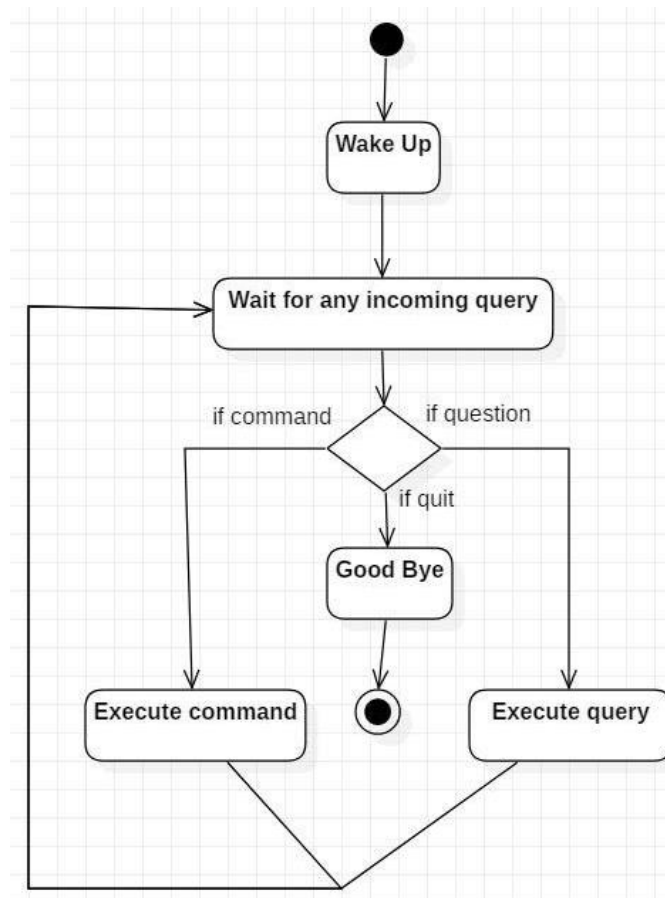 Wake Up
Wait for any incoming query
if command
if question
if quit
Good Bye
Execute command
Execute query